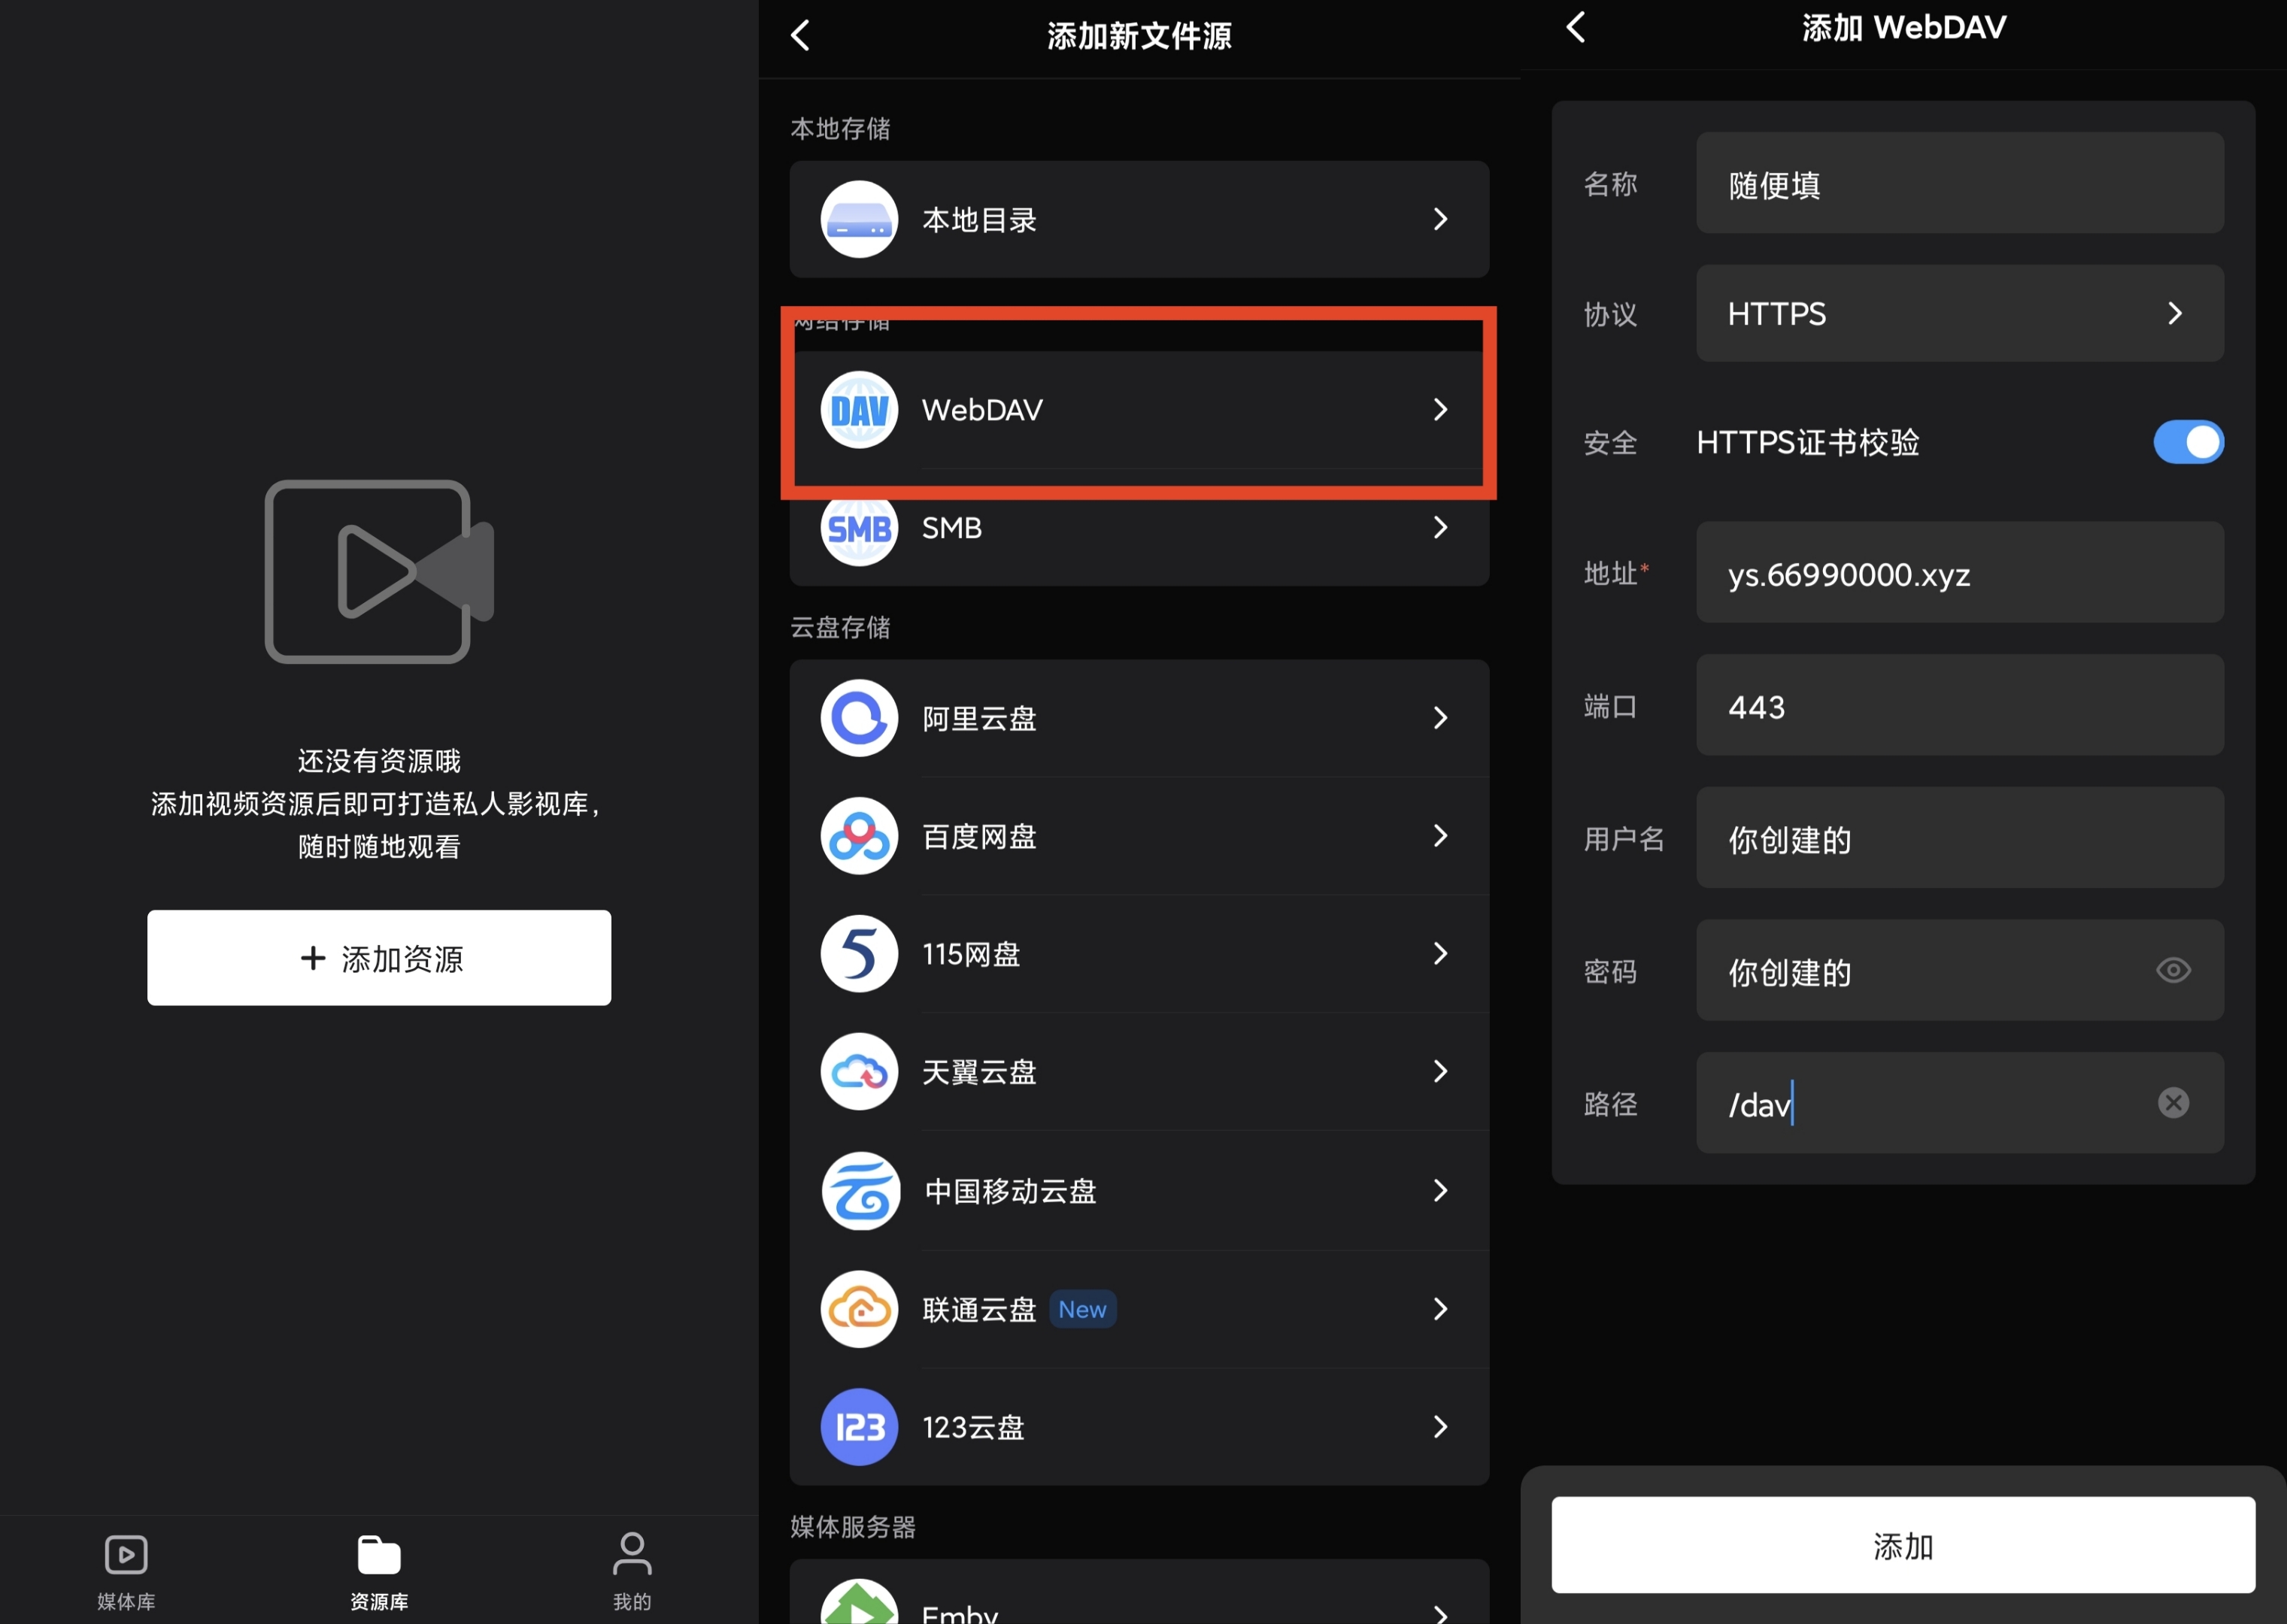 还没有资源哦
添加视频资源后即可打造私人影视库，
随时随地观看
+ 添加资源
媒体库
资源库
我的
添加新文件源
本地存储
本地目录
网络存储
DAV
WebDAV
SMB
SMB
云盘存储
阿里云盘
百度网盘
5
115网盘
天翼云盘
云
中国移动云盘
联通云盘 New
123
123云盘
媒体服务器
Emby
添加 WebDAV
名称
随便填
协议
HTTPS
安全
HTTPS证书校验
地址*
ys.66990000.xyz
端口
443
用户名
你创建的
密码
你创建的
路径
/dav
添加